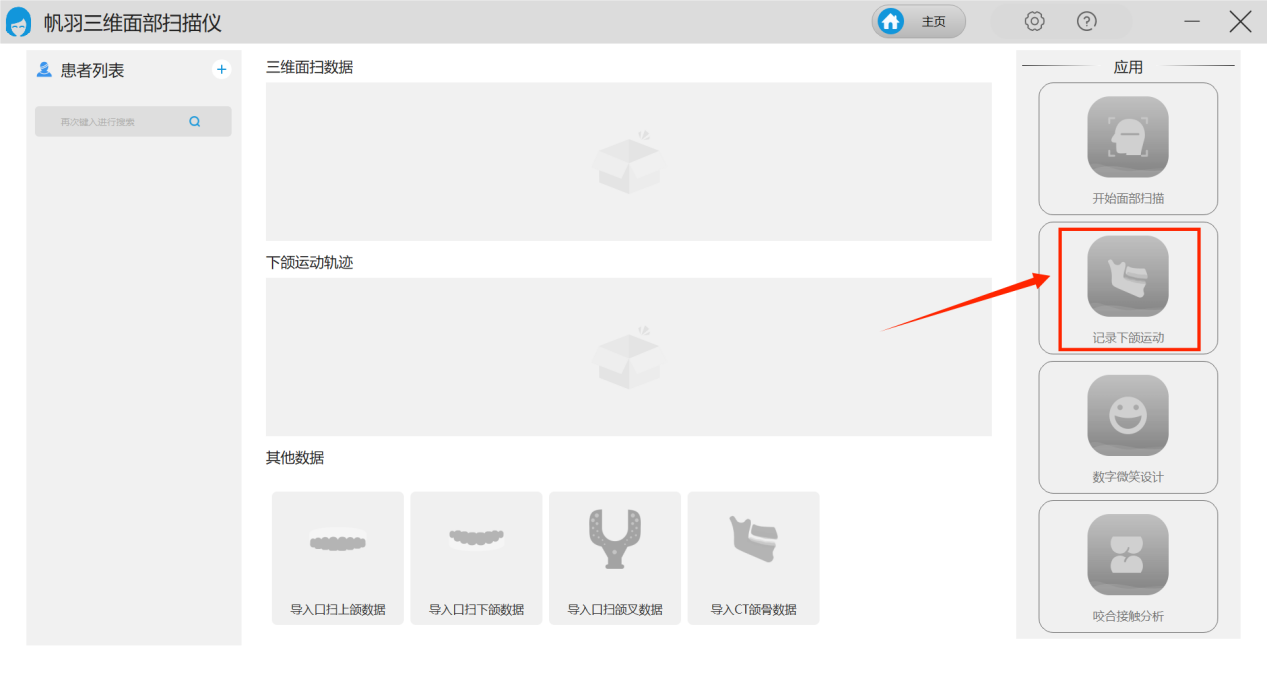 帆羽三维面部扫描仪
主页
患者列表
再次键入进行搜索
三维面扫数据
下颌运动轨迹
其他数据
导入口扫上颌数据
导入口扫下颌数据
导入口扫颌叉数据
导入CT颌骨数据
应用
开始面部扫描
记录下颌运动
数字微笑设计
咬合接触分析